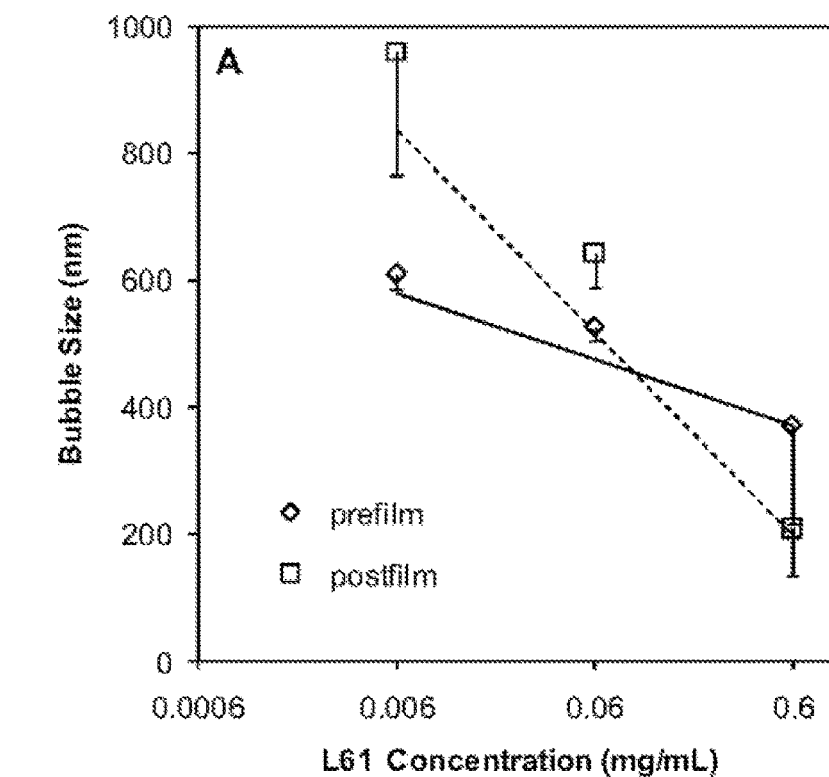 A
1000
800
600
400
200
0
Bubble Size (nm)
prefilm
postfilm
0.0006 0.006 0.06 0.6
L61 Concentration (mg/mL)